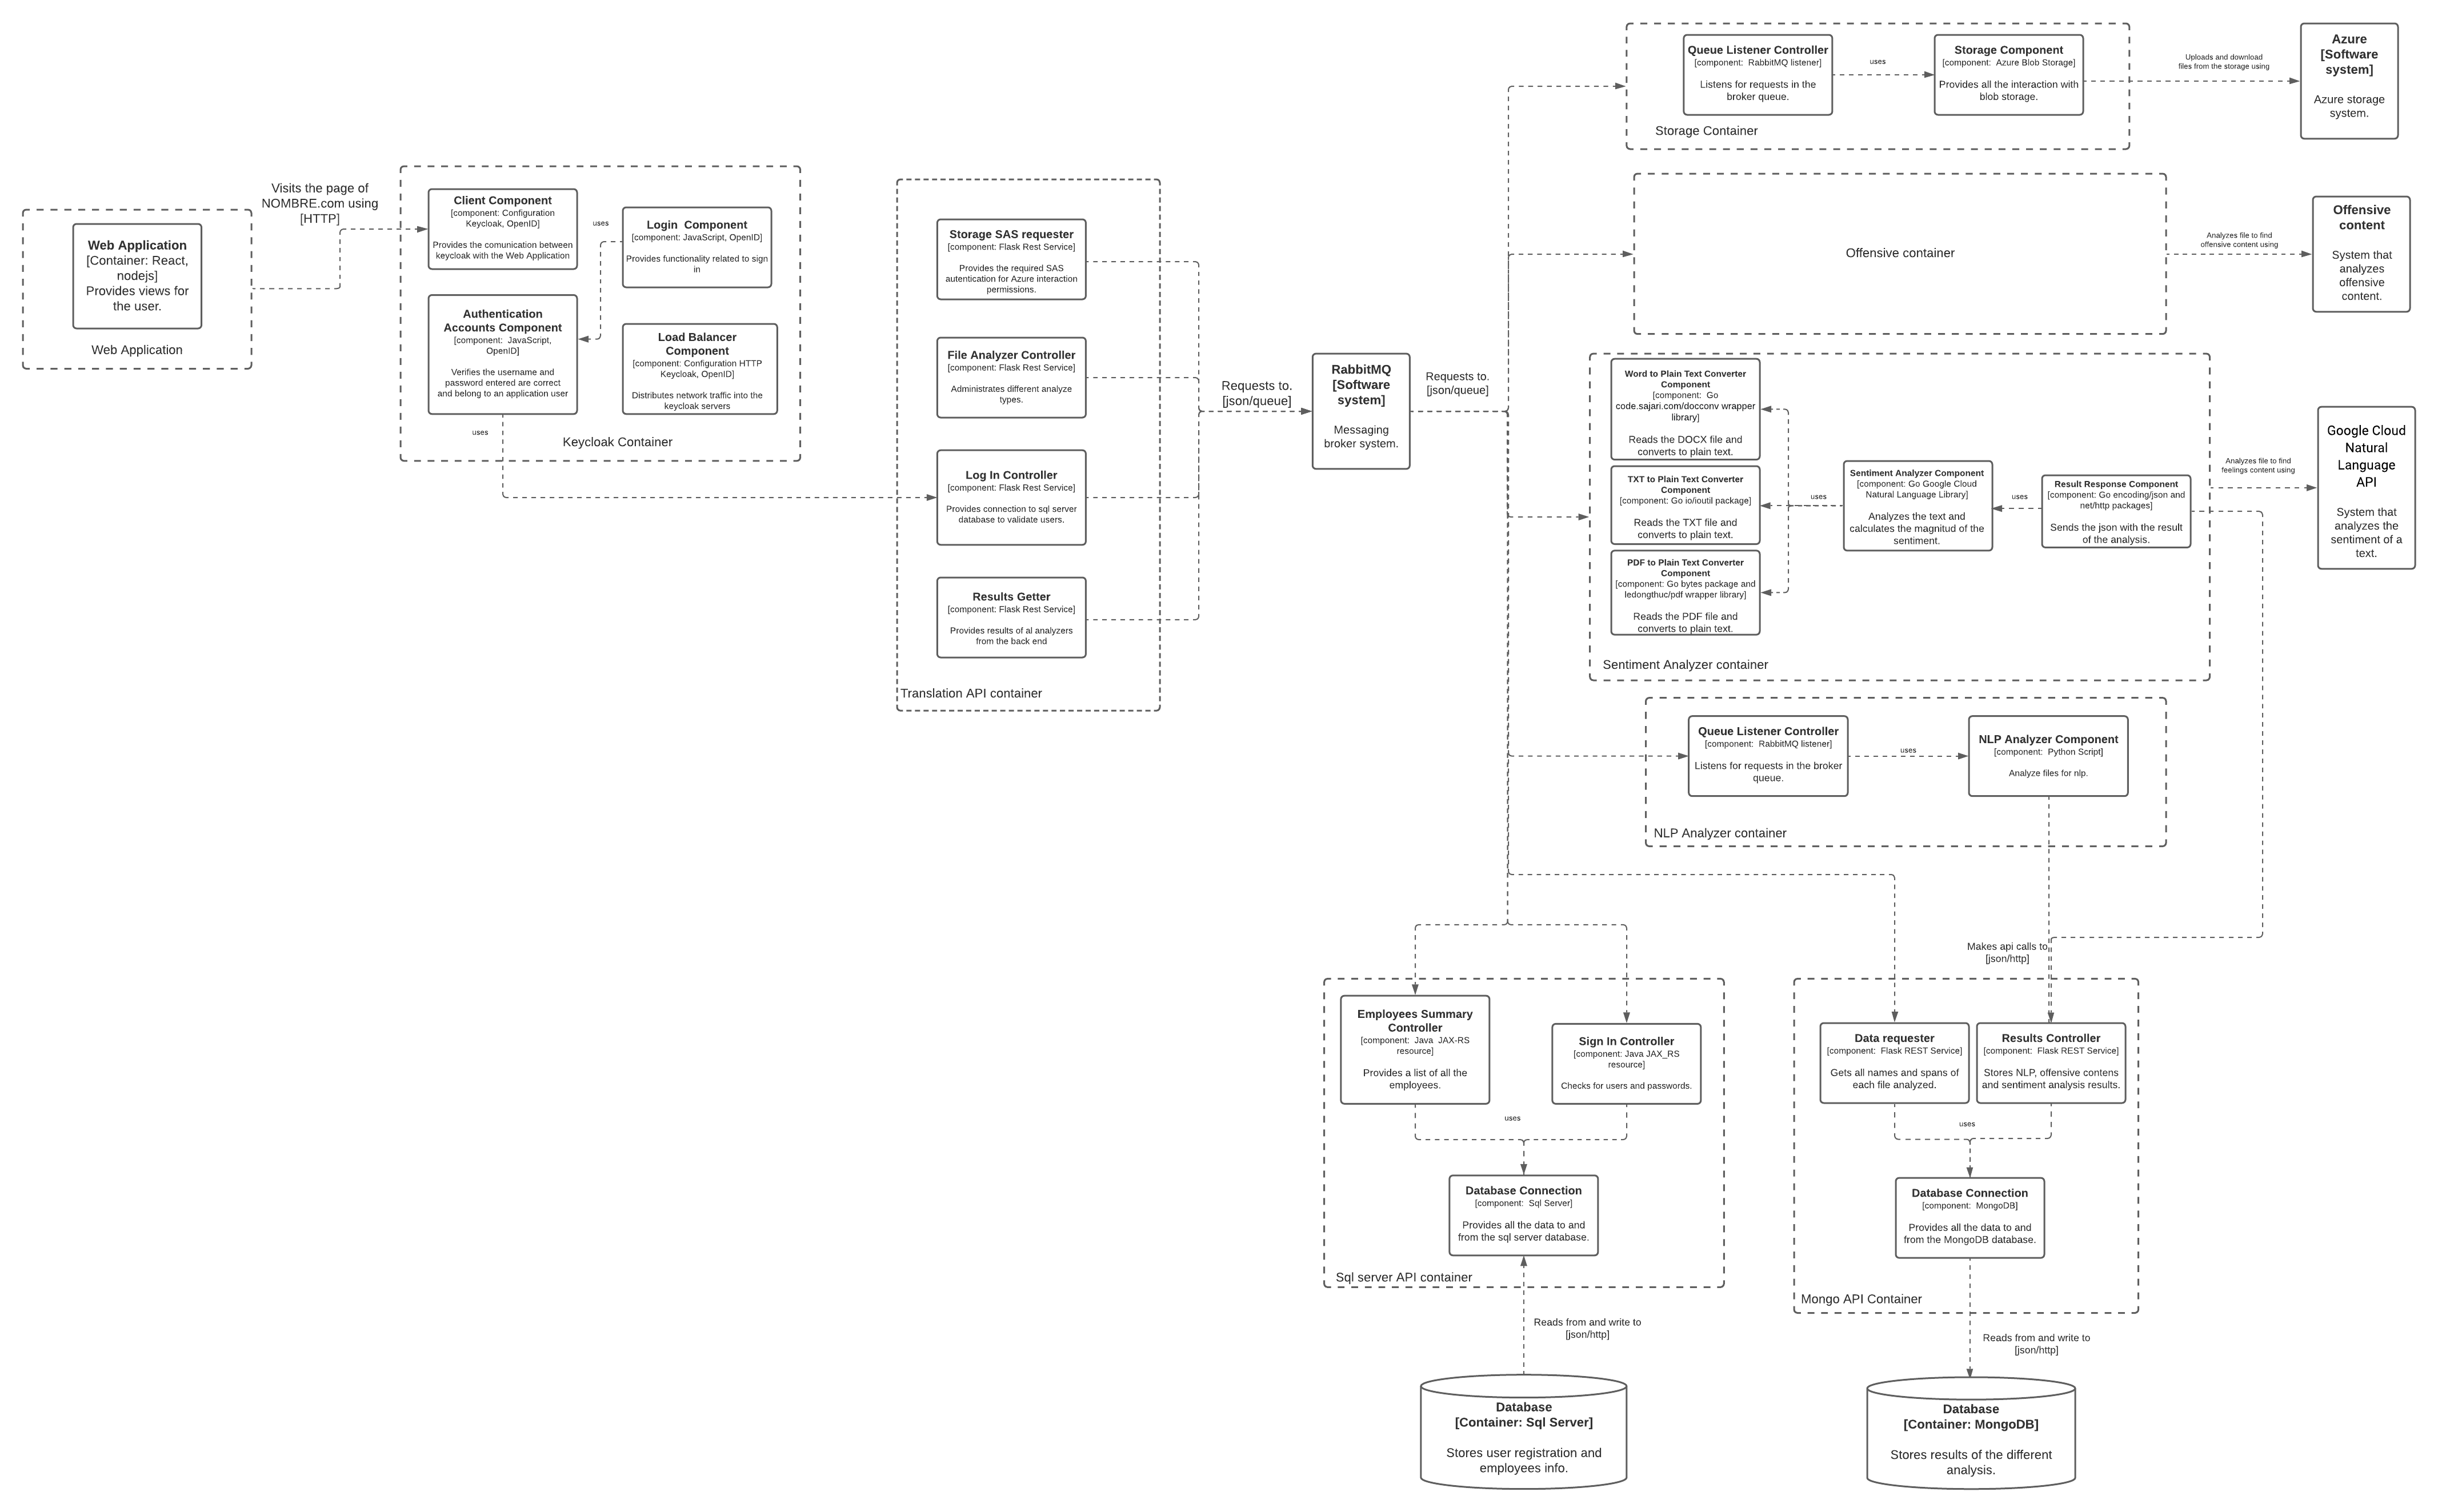 Web Application
[Container: React,
nodejs]
Provides views for
the user.
Web Application
Visits the page of
NOMBRE.com using
[HTTP]
Client Component
[component: Configuration
Keycloak, OpenID]
Provides the comunication between
keycloak with the Web Application
uses
Login  Component
[component: JavaScript, OpenID]
Provides functionality related to sign
in
Authentication
Accounts Component
[component:  JavaScript,
OpenID]
Verifies the username and
password entered are correct
and belong to an application user
Load Balancer
Component
[component: Configuration HTTP
Keycloak, OpenID]
Distributes network traffic into the
keycloak servers
uses
Keycloak Container
Storage SAS requester
[component: Flask Rest Service]
Provides the required SAS
autentication for Azure interaction
permissions.
File Analyzer Controller
[component: Flask Rest Service]
Administrates different analyze
types.
Log In Controller
[component: Flask Rest Service]
Provides connection to sql server
database to validate users.
Results Getter
[component: Flask Rest Service]
Provides results of al analyzers
from the back end
Translation API container
Requests to.
[json/queue]
RabbitMQ
[Software
system]
Messaging
broker system.
Requests to.
[json/queue]
Queue Listener Controller
[component:  RabbitMQ listener]
Listens for requests in the
broker queue.
uses
Storage Component
[component:  Azure Blob Storage]
Provides all the interaction with
blob storage.
Storage Container
Uploads and download
files from the storage using
Azure
[Software
system]
Azure storage
system.
Offensive container
Analyzes file to find
offensive content using
Offensive
content
System that
analyzes
offensive
content.
Word to Plain Text Converter
Component
[component:  Go
code.sajari.com/docconv wrapper
library]
Reads the DOCX file and
converts to plain text.
TXT to Plain Text Converter
Component
[component: Go io/ioutil package]
Reads the TXT file and
converts to plain text.
PDF to Plain Text Converter
Component
[component: Go bytes package and
ledongthuc/pdf wrapper library]
Reads the PDF file and
converts to plain text.
uses
Sentiment Analyzer Component
[component: Go Google Cloud
Natural Language Library]
Analyzes the text and
calculates the magnitud of the
sentiment.
uses
Result Response Component
[component: Go encoding/json and
net/http packages]
Sends the json with the result
of the analysis.
Sentiment Analyzer container
Analyzes file to find
feelings content using
Google Cloud
Natural
Language
API
System that
analyzes the
sentiment of a
text.
Queue Listener Controller
[component:  RabbitMQ listener]
Listens for requests in the broker
queue.
uses
NLP Analyzer Component
[component:  Python Script]
Analyze files for nlp.
NLP Analyzer container
Makes api calls to
[json/http]
Employees Summary
Controller
[component:  Java  JAX-RS
resource]
Provides a list of all the
employees.
Sign In Controller
[component: Java JAX_RS
resource]
Checks for users and passwords.
uses
Database Connection
[component:  Sql Server]
Provides all the data to and
from the sql server database.
Sql server API container
Data requester
[component:  Flask REST Service]
Gets all names and spans of
each file analyzed.
Results Controller
[component:  Flask REST Service]
Stores NLP, offensive contens
and sentiment analysis results.
uses
Database Connection
[component:  MongoDB]
Provides all the data to and
from the MongoDB database.
Mongo API Container
Reads from and write to
[json/http]
Reads from and write to
[json/http]
Database
[Container: Sql Server]
Stores user registration and
employees info.
Database
[Container: MongoDB]
Stores results of the different
analysis.